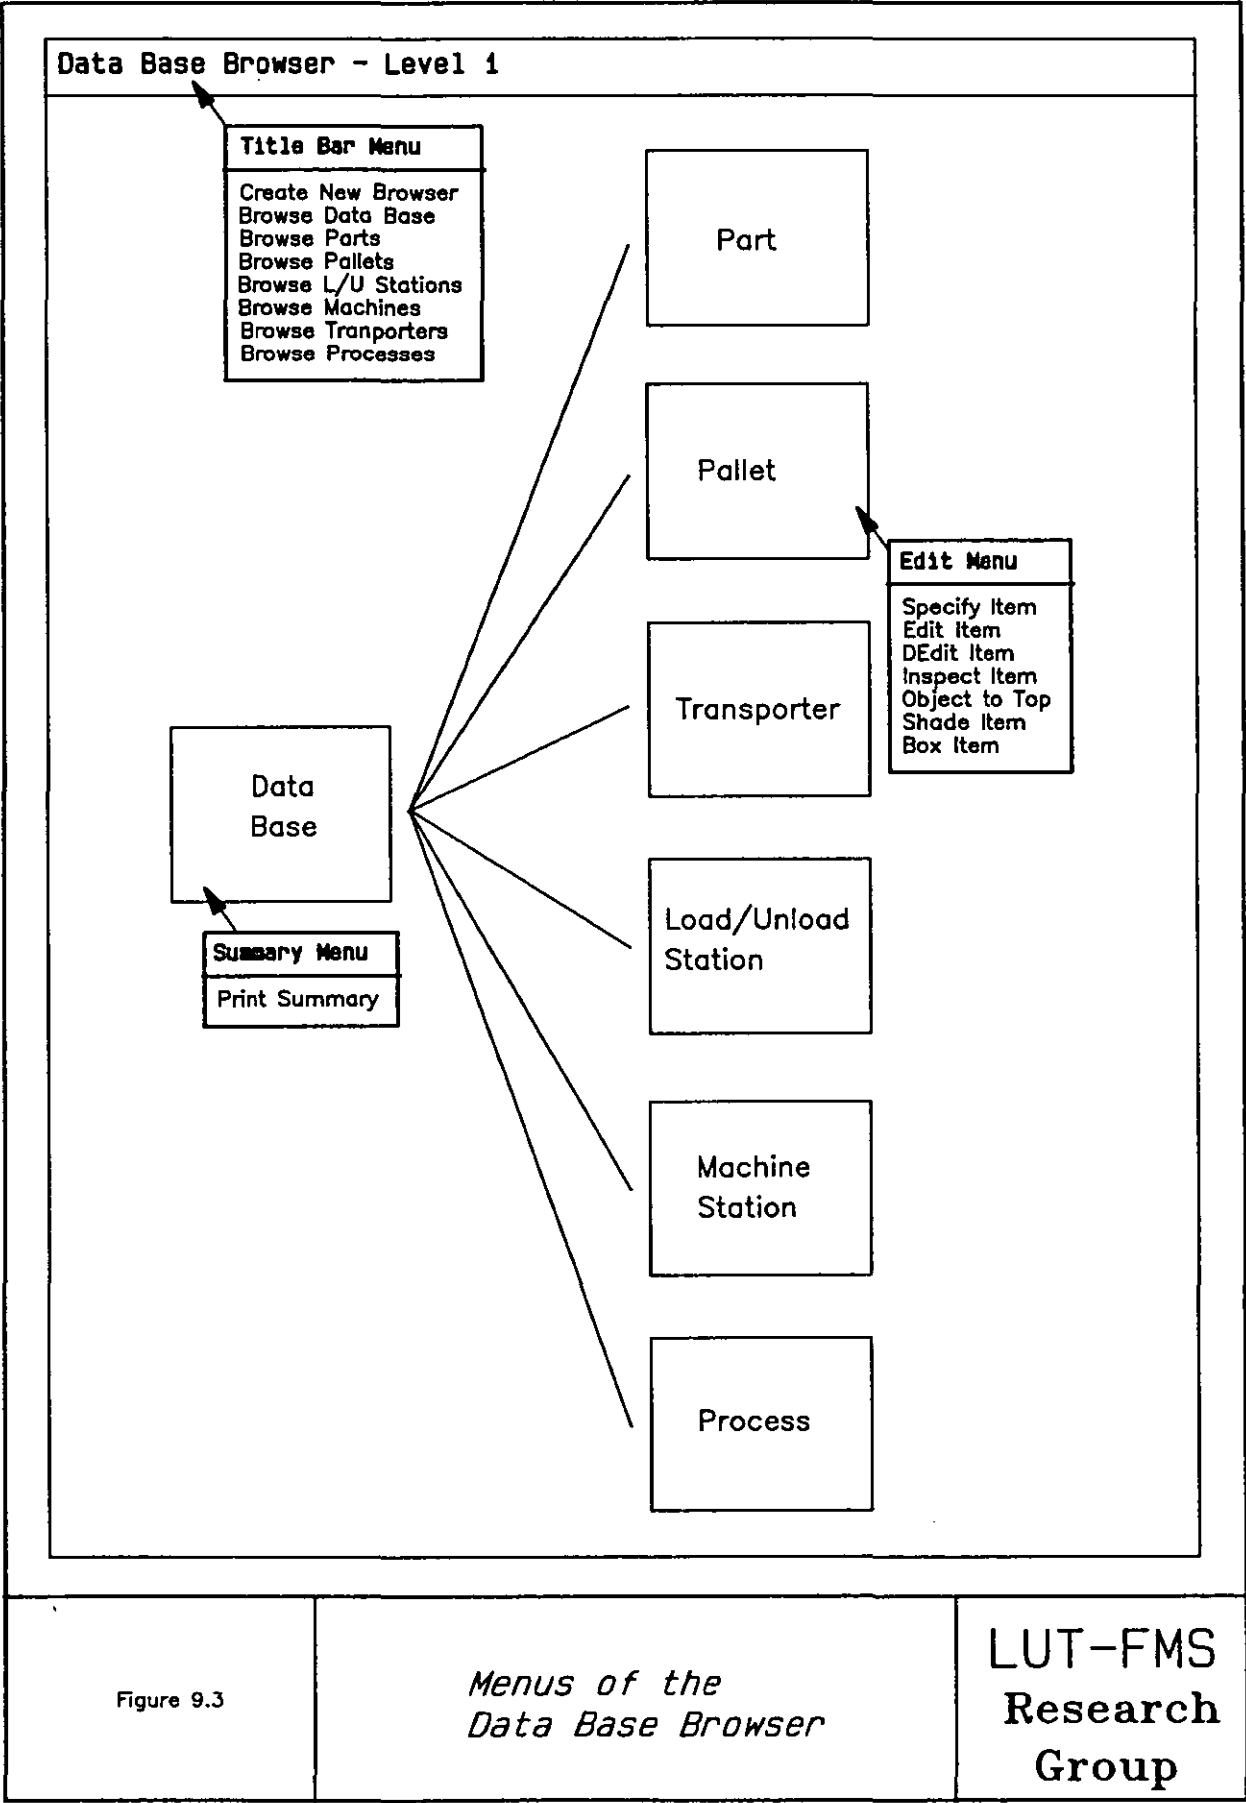 Data Base Browser - Level 1
Title Bar Menu
Create New Browser
Browse Data Base
Browse Parts
Browse Pallets
Browse L/U Stations
Browse Machines
Browse Tranporters
Browse Processes
Part
Pallet
Edit Menu
Specify Item
Edit Item
DEdit Item
Inspect Item
Object to Top
Shade Item
Box Item
Transporter
Data
Base
Summary Menu
Print Summary
Load/Unload
Station
Machine
Station
Process
Figure 9.3
Menus of the
Data Base Browser
LUT-FMS
Research
Group